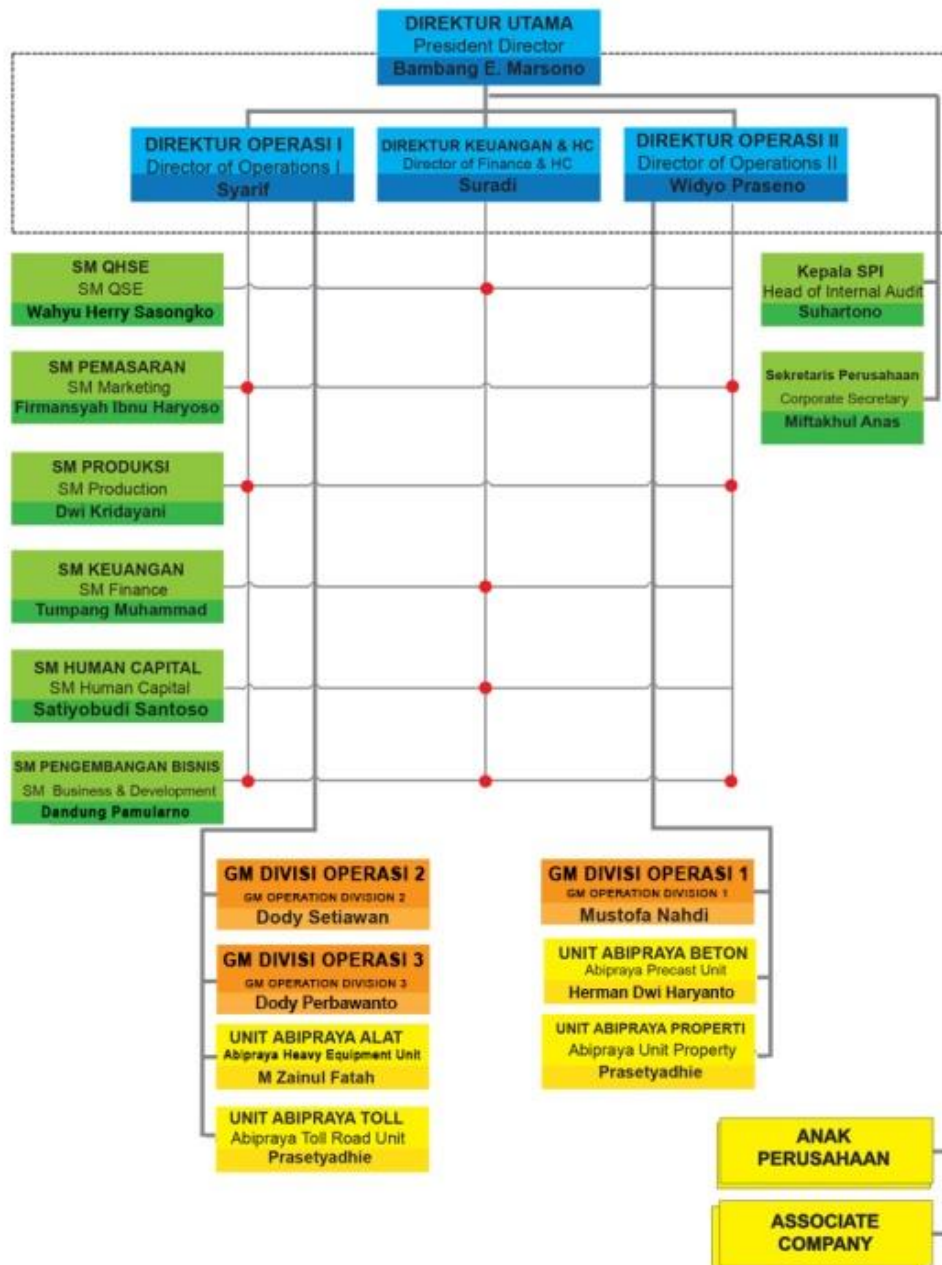 DIREKTUR UTAMA
President Director
Bambang E. Marsono
DIREKTUR OPERASI I
Director of Operations I
Syarif
DIREKTUR KEUANGAN & HC
Director of Finance & HC
Suradi
DIREKTUR OPERASI II
Director of Operations II
Widyo Praseno
SM QHSE
SM QSE
Wahyu Herry Sasongko
Kepala SPI
Head of Internal Audit
Suhartono
SM PEMASARAN
SM Marketing
Firmansyah Ibnu Haryoso
Sekretaris Perusahaan
Corporate Secretary
Miftakhul Anas
SM PRODUKSI
SM Production
Dwi Kridayani
SM KEUANGAN
SM Finance
Tumpang Muhammad
SM HUMAN CAPITAL
SM Human Capital
Satiyobudi Santoso
SM PENGEMBANGAN BISNIS
SM Business & Development
Dandung Pamularno
GM DIVISI OPERASI 2
GM OPERATION DIVISION 2
Dody Setiawan
GM DIVISI OPERASI 3
GM OPERATION DIVISION 3
Dody Perbawanto
UNIT ABIPRAYA ALAT
Abipraya Heavy Equipment Unit
M Zainul Fatah
UNIT ABIPRAYA TOLL
Abipraya Toll Road Unit
Prasetyadhie
GM DIVISI OPERASI 1
GM OPERATION DIVISION 1
Mustofa Nahdi
UNIT ABIPRAYA BETON
Abipraya Precast Unit
Herman Dwi Haryanto
UNIT ABIPRAYA PROPERTI
Abipraya Unit Property
Prasetyadhie
ANAK
PERUSAHAAN
ASSOCIATE
COMPANY